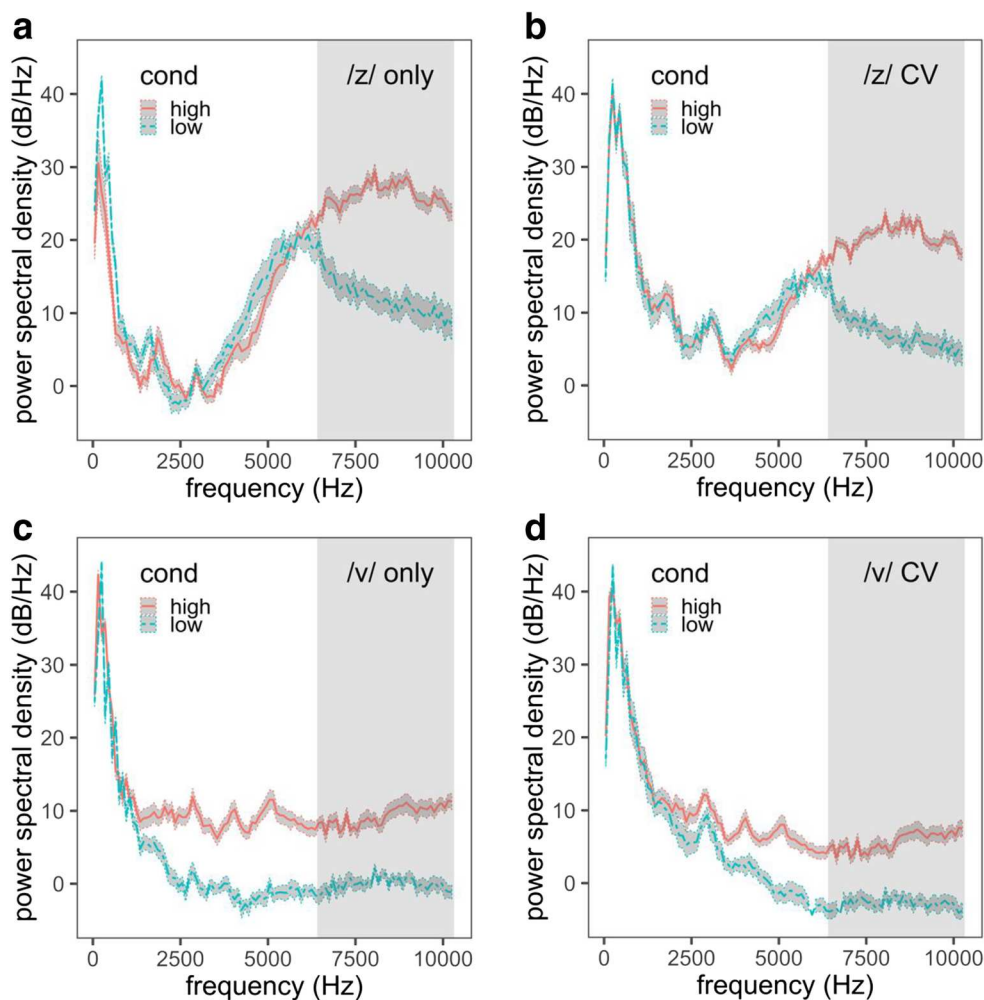 a
power spectral density (dB/Hz)
40
30
20
10
0
cond
high
low
/z/ only
0 2500 5000 7500 10000
frequency (Hz)
b
power spectral density (dB/Hz)
40
30
20
10
0
cond
high
low
/z/ CV
0 2500 5000 7500 10000
frequency (Hz)
c
power spectral density (dB/Hz)
40
30
20
10
0
cond
high
low
/v/ only
0 2500 5000 7500 10000
frequency (Hz)
d
power spectral density (dB/Hz)
40
30
20
10
0
cond
high
low
/v/ CV
0 2500 5000 7500 10000
frequency (Hz)